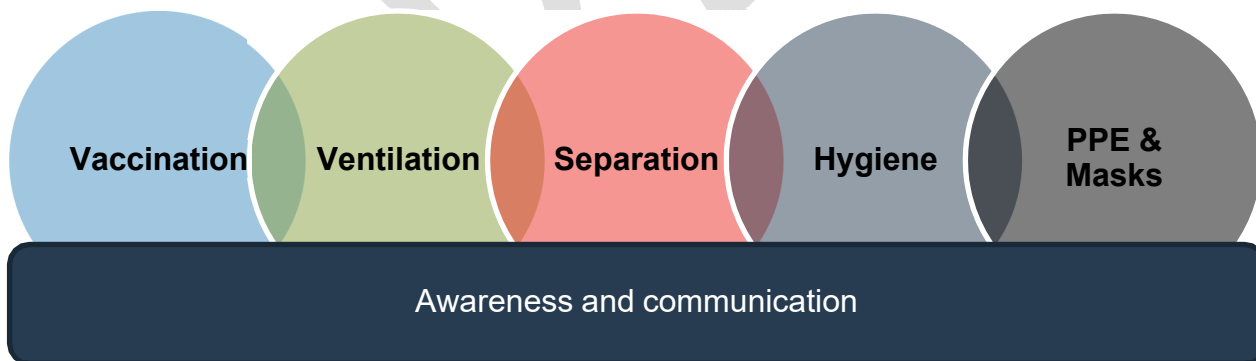 Vaccination
Ventilation
Separation
Hygiene
PPE &
Masks
Awareness and communication